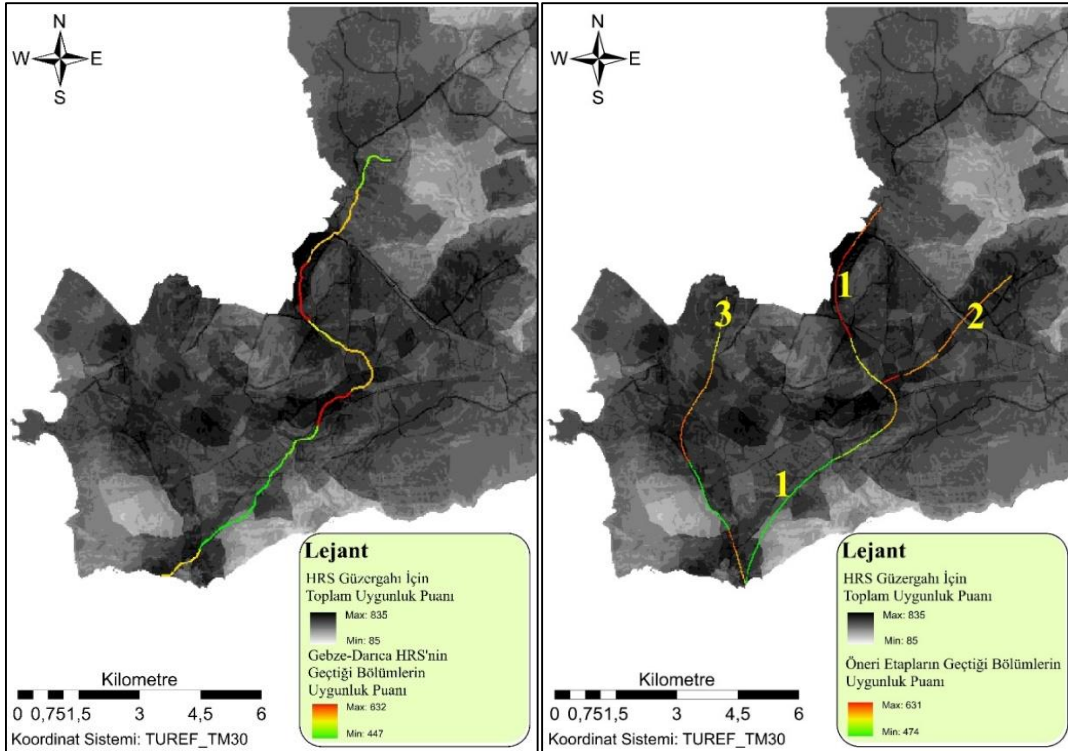 N
W E
S
Lejant
HRS Güzergahı İçin
Toplam Uygunluk Puanı
Max: 835
Min: 85
Gebze-Darıca HRS'nin
Geçtiği Bölümlerin
Uygunluk Puanı
Max: 632
Min: 447
Kilometre
0 0,751,5 3 4,5 6
Koordinat Sistemi: TUREF_TM30
N
W E
S
1
3
2
1
Lejant
HRS Güzergahı İçin
Toplam Uygunluk Puanı
Max: 835
Min: 85
Öneri Etapların Geçtiği Bölümlerin
Uygunluk Puanı
Max: 631
Min: 474
Kilometre
0 0,751,5 3 4,5 6
Koordinat Sistemi: TUREF_TM30